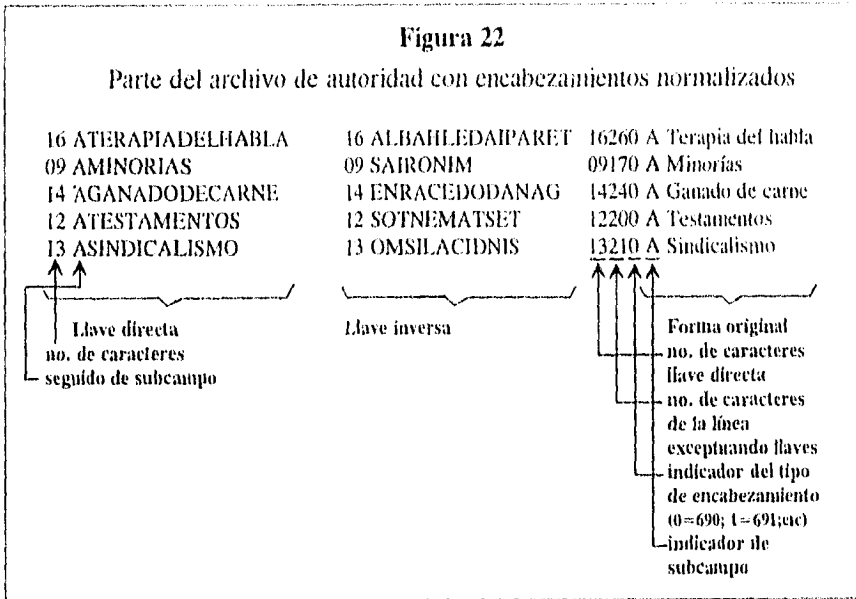 Figura 22
Parte del archivo de autoridad con encabezamientos normalizados
16 ATERAPIADELHABLA 16 ALBAHLEDAIPARET 16260 A Terapia del habla
09 AMINORIAS 09 SAIRONIM 09170 A Minorías
14 AGANADODECARNE 14 ENRACEDODANAG 14240 A Ganado de carne
12 ATESTAMENTOS 12 SOTNEMATSET 12200 A Testamentos
13 ASINDICALISMO 13 OMSILACIDNIS 13210 A Sindicalismo
Llave directa
no. de caracteres
seguido de subcampo
Llave inversa
Forma original
no. de caracteres
llave directa
no. de caracteres
de la línea
exceptuando llaves
indicador del tipo
de encabezamiento
(0=690; 1=691;etc)
indicador de
subcampo